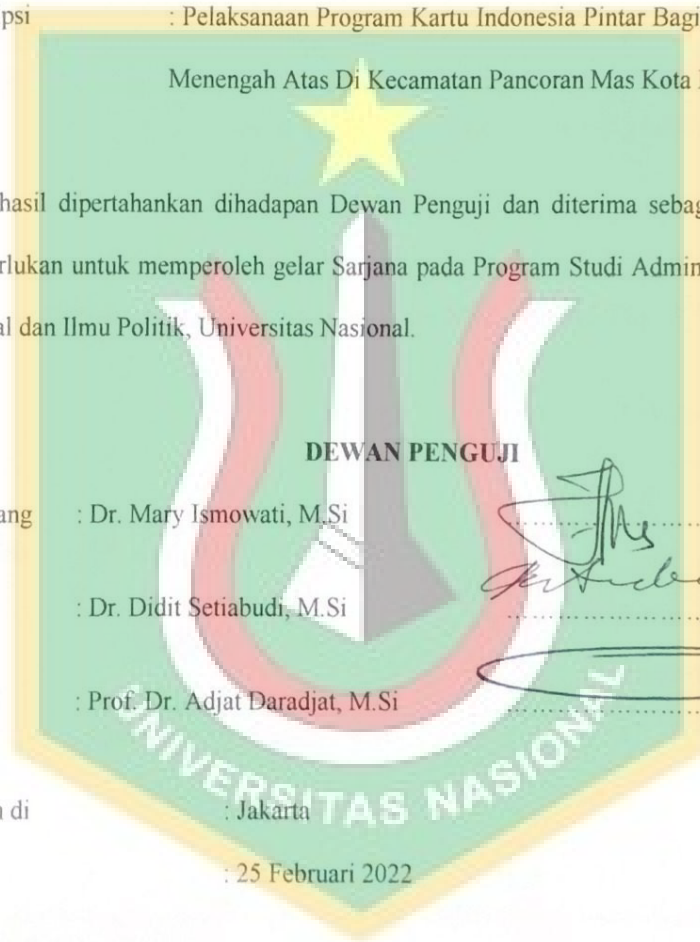 psi : Pelaksanaan Program Kartu Indonesia Pintar Bagi
Menengah Atas Di Kecamatan Pancoran Mas Kota
hasil dipertahankan dihadapan Dewan Penguji dan diterima sebag
rlukan untuk memperoleh gelar Sarjana pada Program Studi Admin
al dan Ilmu Politik, Universitas Nasional.
DEWAN PENGUJI
ang : Dr. Mary Ismowati, M.Si
: Dr. Didit Setiabudi, M.Si
: Prof. Dr. Adjat Daradjat, M.Si
UNIVERSITAS NASIONAL
n di : Jakarta
: 25 Februari 2022